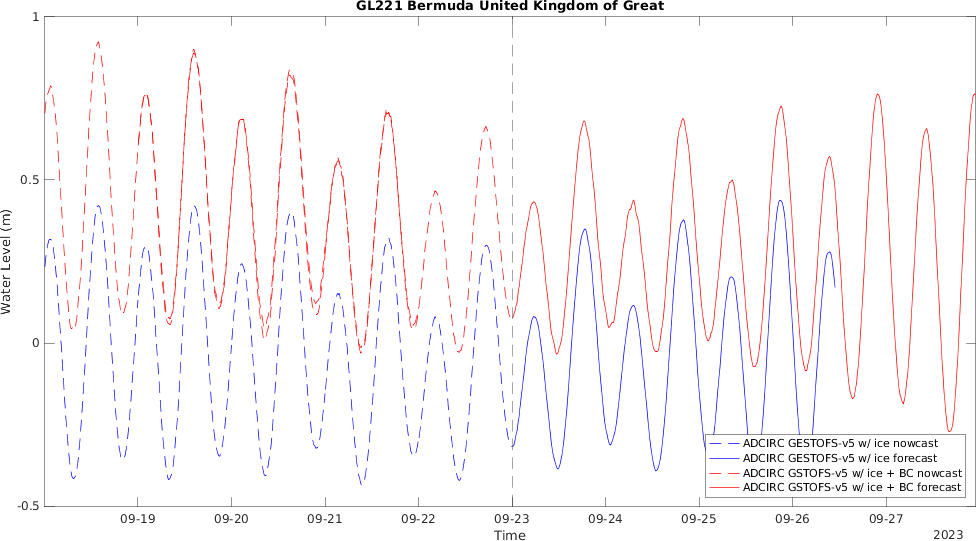 GL221 Bermuda United Kingdom of Great
1
0.5
0
-0.5
Water Level (m)
ADCIRC GESTOFS-v5 w/ ice nowcast
ADCIRC GESTOFS-v5 w/ ice forecast
ADCIRC GSTOFS-v5 w/ ice + BC nowcast
ADCIRC GSTOFS-v5 w/ ice + BC forecast
09-19 09-20 09-21 09-22 09-23 09-24 09-25 09-26 09-27
Time
2023